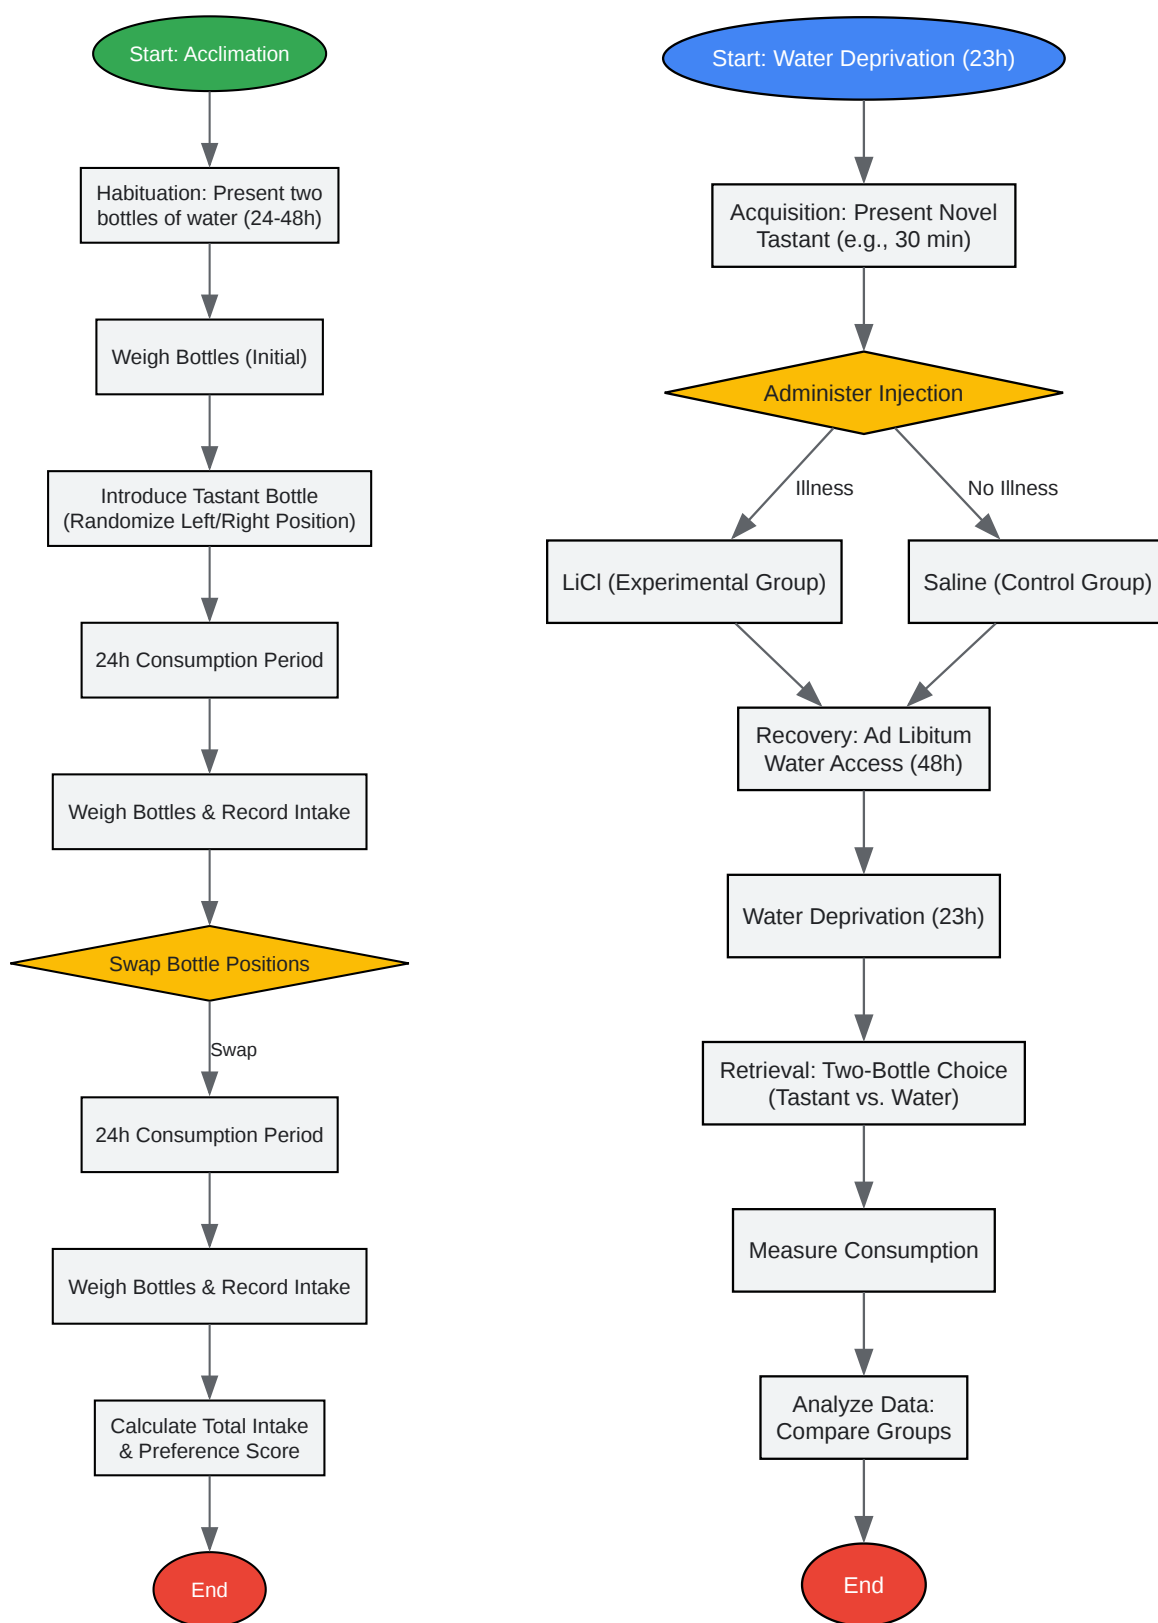 Start: Acclimation
Habituation: Present two
bottles of water (24-48h)
Weigh Bottles (Initial)
Introduce Tastant Bottle
(Randomize Left/Right Position)
24h Consumption Period
Weigh Bottles & Record Intake
Swap Bottle Positions
Swap
24h Consumption Period
Weigh Bottles & Record Intake
Calculate Total Intake
& Preference Score
End
Start: Water Deprivation (23h)
Acquisition: Present Novel
Tastant (e.g., 30 min)
Administer Injection
Illness
No Illness
LiCl (Experimental Group)
Saline (Control Group)
Recovery: Ad Libitum
Water Access (48h)
Water Deprivation (23h)
Retrieval: Two-Bottle Choice
(Tastant vs. Water)
Measure Consumption
Analyze Data:
Compare Groups
End